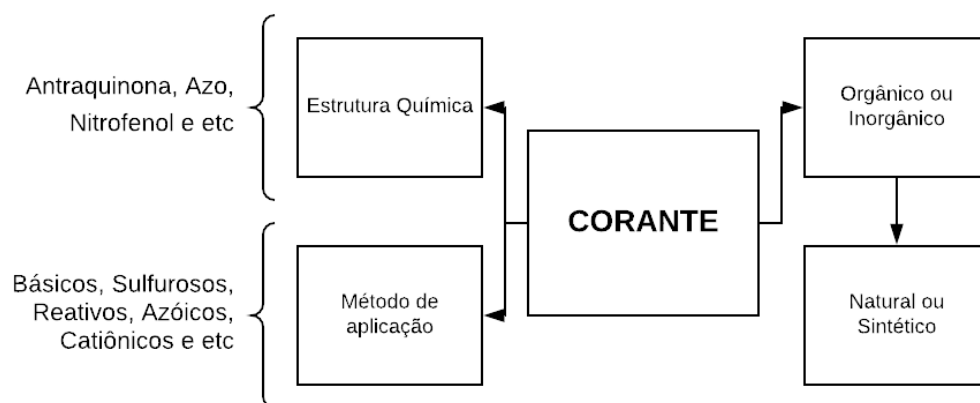 Antraquinona, Azo,
Nitrofenol e etc
Estrutura Química
Orgânico ou
Inorgânico
CORANTE
Básicos, Sulfurosos,
Reativos, Azóicos,
Catiônicos e etc
Método de
aplicação
Natural ou
Sintético